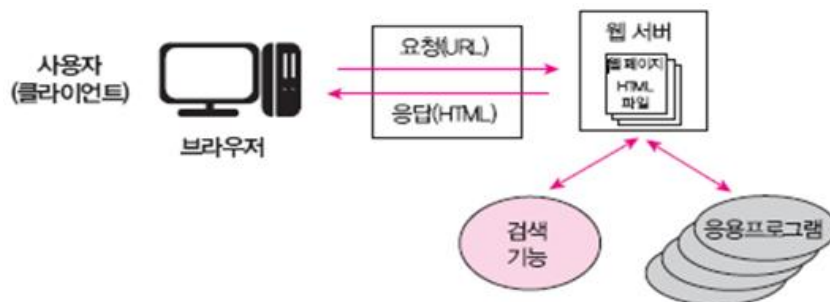 사용자
(클라이언트)
브라우저
요청(URL)
응답(HTML)
웹 서버
웹 페이지
HTML
파일
검색
기능
응용프로그램